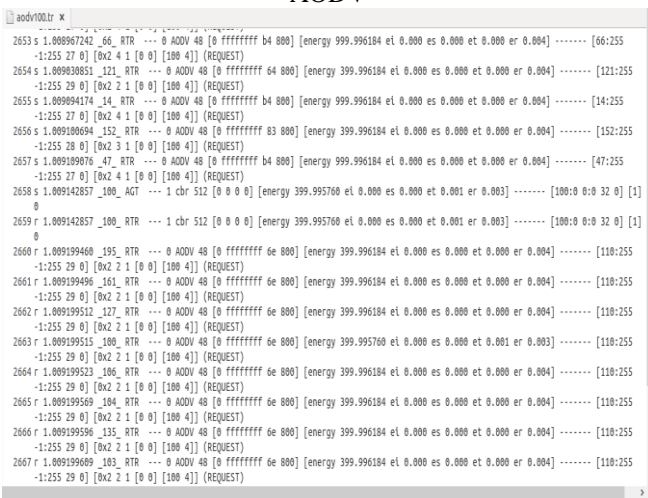 AODV
aodv100.tr x
2653 s 1.008967242 _66_ RTR --- 0 AODV 48 [0 ffffffff b4 800] [energy 999.996184 ei 0.000 es 0.000 et 0.000 er 0.004] ------- [66:255
-1:255 27 0] [0x2 4 1 [0 0] [100 4]] (REQUEST)
2654 s 1.009030851 _121_ RTR --- 0 AODV 48 [0 ffffffff 64 800] [energy 399.996184 ei 0.000 es 0.000 et 0.000 er 0.004] ------- [121:255
-1:255 29 0] [0x2 2 1 [0 0] [100 4]] (REQUEST)
2655 s 1.009094174 _14_ RTR --- 0 AODV 48 [0 ffffffff b4 800] [energy 999.996184 ei 0.000 es 0.000 et 0.000 er 0.004] ------- [14:255
-1:255 27 0] [0x2 4 1 [0 0] [100 4]] (REQUEST)
2656 s 1.009100694 _152_ RTR --- 0 AODV 48 [0 ffffffff 83 800] [energy 399.996184 ei 0.000 es 0.000 et 0.000 er 0.004] ------- [152:255
-1:255 28 0] [0x2 3 1 [0 0] [100 4]] (REQUEST)
2657 s 1.009109076 _47_ RTR --- 0 AODV 48 [0 ffffffff b4 800] [energy 999.996184 ei 0.000 es 0.000 et 0.000 er 0.004] ------- [47:255
-1:255 27 0] [0x2 4 1 [0 0] [100 4]] (REQUEST)
2658 s 1.009142857 _100_ AGT --- 1 cbr 512 [0 0 0 0] [energy 399.995760 ei 0.000 es 0.000 et 0.001 er 0.003] ------- [100:0 0:0 32 0] [1]
0
2659 r 1.009142857 _100_ RTR --- 1 cbr 512 [0 0 0 0] [energy 399.995760 ei 0.000 es 0.000 et 0.001 er 0.003] ------- [100:0 0:0 32 0] [1]
0
2660 r 1.009199460 _195_ RTR --- 0 AODV 48 [0 ffffffff 6e 800] [energy 399.996184 ei 0.000 es 0.000 et 0.000 er 0.004] ------- [110:255
-1:255 29 0] [0x2 2 1 [0 0] [100 4]] (REQUEST)
2661 r 1.009199496 _161_ RTR --- 0 AODV 48 [0 ffffffff 6e 800] [energy 399.996184 ei 0.000 es 0.000 et 0.000 er 0.004] ------- [110:255
-1:255 29 0] [0x2 2 1 [0 0] [100 4]] (REQUEST)
2662 r 1.009199512 _127_ RTR --- 0 AODV 48 [0 ffffffff 6e 800] [energy 399.996184 ei 0.000 es 0.000 et 0.000 er 0.004] ------- [110:255
-1:255 29 0] [0x2 2 1 [0 0] [100 4]] (REQUEST)
2663 r 1.009199515 _100_ RTR --- 0 AODV 48 [0 ffffffff 6e 800] [energy 399.995760 ei 0.000 es 0.000 et 0.001 er 0.003] ------- [110:255
-1:255 29 0] [0x2 2 1 [0 0] [100 4]] (REQUEST)
2664 r 1.009199523 _106_ RTR --- 0 AODV 48 [0 ffffffff 6e 800] [energy 399.996184 ei 0.000 es 0.000 et 0.000 er 0.004] ------- [110:255
-1:255 29 0] [0x2 2 1 [0 0] [100 4]] (REQUEST)
2665 r 1.009199569 _104_ RTR --- 0 AODV 48 [0 ffffffff 6e 800] [energy 399.996184 ei 0.000 es 0.000 et 0.000 er 0.004] ------- [110:255
-1:255 29 0] [0x2 2 1 [0 0] [100 4]] (REQUEST)
2666 r 1.009199596 _135_ RTR --- 0 AODV 48 [0 ffffffff 6e 800] [energy 399.996184 ei 0.000 es 0.000 et 0.000 er 0.004] ------- [110:255
-1:255 29 0] [0x2 2 1 [0 0] [100 4]] (REQUEST)
2667 r 1.009199609 _103_ RTR --- 0 AODV 48 [0 ffffffff 6e 800] [energy 399.996184 ei 0.000 es 0.000 et 0.000 er 0.004] ------- [110:255
-1:255 29 0] [0x2 2 1 [0 0] [100 4]] (REQUEST)